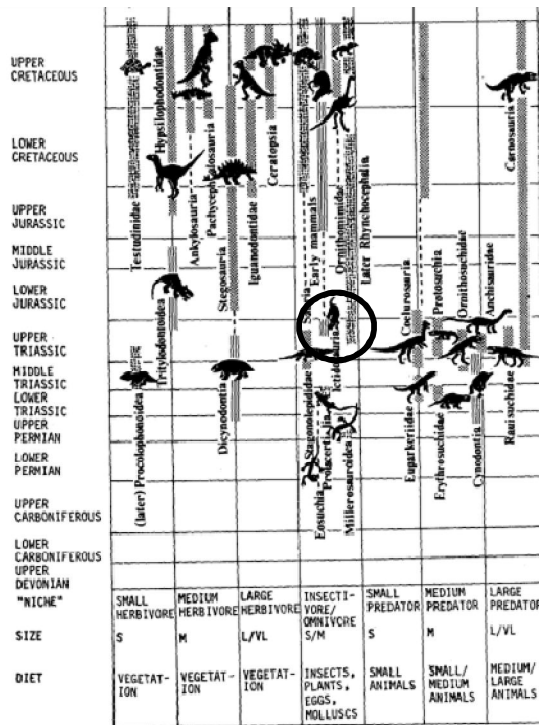 UPPER
CRETACEOUS
LOWER
CRETACEOUS
UPPER
JURASSIC
MIDDLE
JURASSIC
LOWER
JURASSIC
UPPER
TRIASSIC
MIDDLE
TRIASSIC
LOWER
TRIASSIC
UPPER
PERMIAN
LOWER
PERMIAN
UPPER
CARBONIFEROUS
LOWER
CARBONIFEROUS
UPPER
DEVONIAN
Testudinidae
Hypsilophodontidae
Ankylosauria
Pachycephalosauria
Stegosauria
Iguanodontidae
Ceratopsia
Early mammals
Ornithomimidae
Later Rhynchocephalia
Carnosauria
Tritylodontoidea
Coelurosauria
Protosuchia
Ornithosuchidae
Anchisauridae
(later) Procolophonoidea
Dicynodontia
Stagonolepididae
Prolacertilia
Eosuchia
Millerosauroidea
Ictidosauria
Euparkeriidae
Erythrosuchidae
Cynodontia
Rauisuchidae
"NICHE" SMALL HERBIVORE MEDIUM HERBIVORE LARGE HERBIVORE INSECTI-VORE/ OMNIVORE SMALL PREDATOR MEDIUM PREDATOR LARGE PREDATOR
SIZE S M L/VL S/M S M L/VL
DIET VEGETAT-ION VEGETAT-ION VEGETAT-ION INSECTS, PLANTS, EGGS, MOLLUSCS SMALL ANIMALS SMALL/ MEDIUM ANIMALS MEDIUM/ LARGE ANIMALS